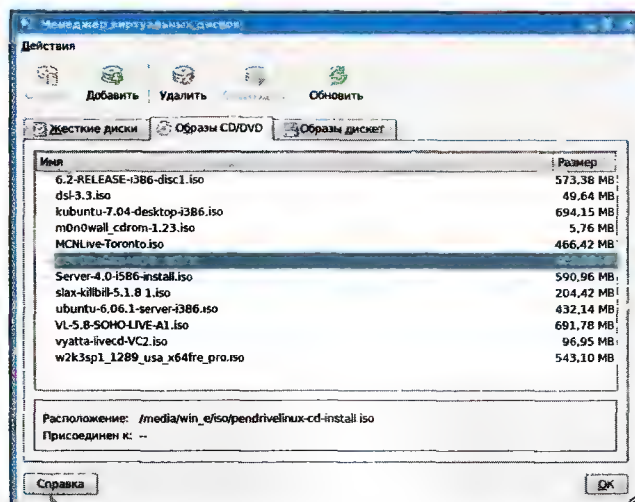 Менеджер виртуальных дисков
Действия
Добавить Удалить Обновить
Жесткие диски Образы CD/DVD Образы дискет
Имя Размер
6.2-RELEASE-i386-disc1.iso 573,38 MB
dsl-3.3.iso 49,64 MB
kubuntu-7.04-desktop-i386.iso 694,15 MB
m0n0wall_cdrom-1.23.iso 5,76 MB
MCNLive-Toronto.iso 466,42 MB
Server-4.0-i586-install.iso 590,96 MB
slax-killbill-5.1.8 1.iso 204,42 MB
ubuntu-6.06.1-server-i386.iso 432,14 MB
VL-5.8-SOHO-LIVE-A1.iso 691,78 MB
vyatta-livecd-VC2.iso 96,95 MB
w2k3sp1_1289_usa_x64fre_pro.iso 543,10 MB
Расположение: /media/win_e/iso/pendrivelinux-cd-install iso
Присоединен к: --
Справка OK